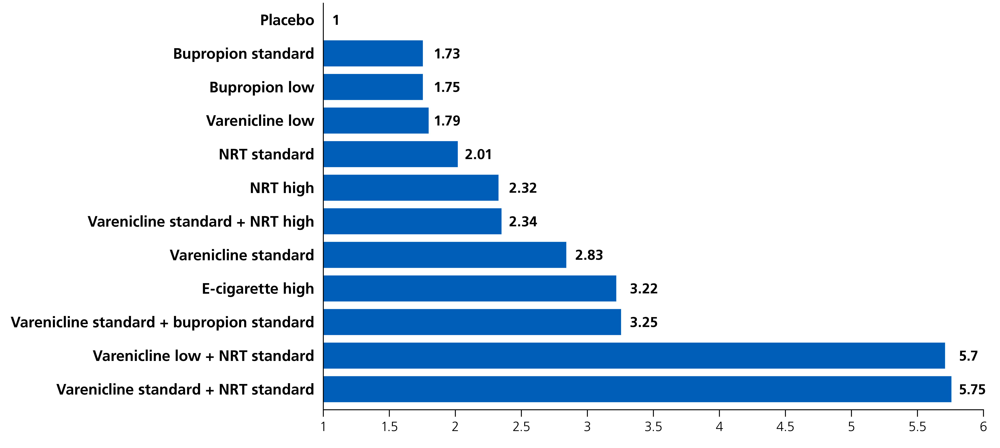 Placebo 1
Bupropion standard 1.73
Bupropion low 1.75
Varenicline low 1.79
NRT standard 2.01
NRT high 2.32
Varenicline standard + NRT high 2.34
Varenicline standard 2.83
E-cigarette high 3.22
Varenicline standard + bupropion standard 3.25
Varenicline low + NRT standard 5.7
Varenicline standard + NRT standard 5.75
1 1.5 2 2.5 3 3.5 4 4.5 5 5.5 6